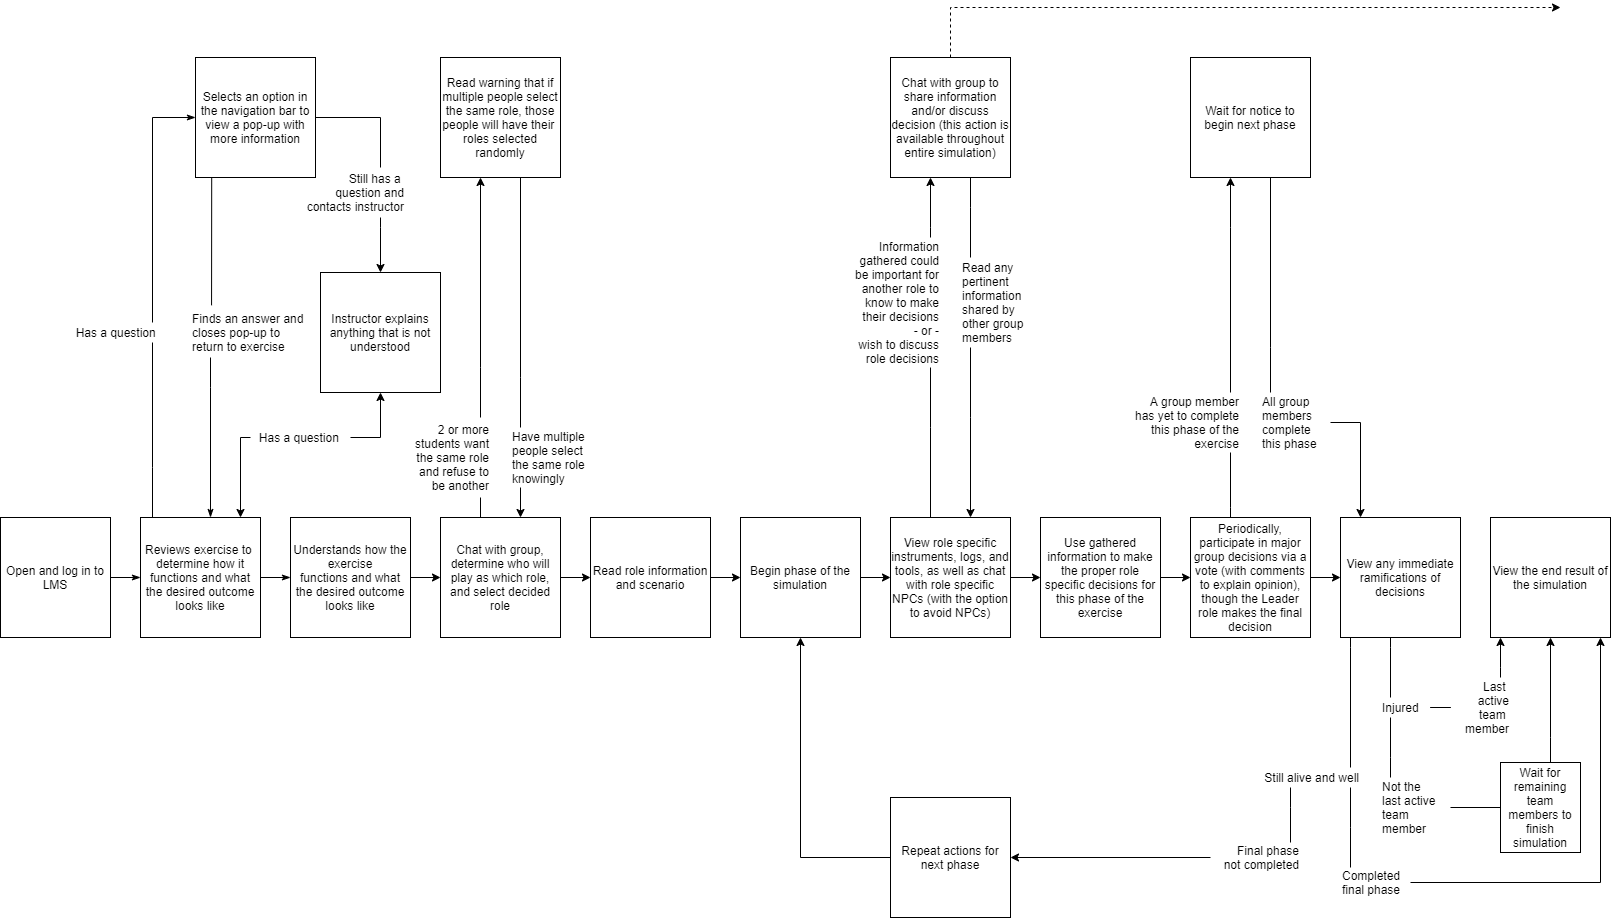 Selects an option in
the navigation bar to
view a pop-up with
more information
Read warning that if
multiple people select
the same role, those
people will have their
roles selected
randomly
Chat with group to
share information
and/or discuss
decision (this action is
available throughout
entire simulation)
Wait for notice to
begin next phase
Still has a
question and
contacts instructor
Information
gathered could
be important for
another role to
know to make
their decisions
- or -
wish to discuss
role decisions
Read any
pertinent
information
shared by
other group
members
Has a question
Finds an answer and
closes pop-up to
return to exercise
Instructor explains
anything that is not
understood
Has a question
2 or more
students want
the same role
and refuse to
be another
Have multiple
people select
the same role
knowingly
A group member
has yet to complete
this phase of the
exercise
All group
members
complete
this phase
Open and log in to
LMS
Reviews exercise to
determine how it
functions and what
the desired outcome
looks like
Understands how the
exercise
functions and what
the desired outcome
looks like
Chat with group,
determine who will
play as which role,
and select decided
role
Read role information
and scenario
Begin phase of the
simulation
View role specific
instruments, logs, and
tools, as well as chat
with role specific
NPCs (with the option
to avoid NPCs)
Use gathered
information to make
the proper role
specific decisions for
this phase of the
exercise
Periodically,
participate in major
group decisions via a
vote (with comments
to explain opinion),
though the Leader
role makes the final
decision
View any immediate
ramifications of
decisions
View the end result of
the simulation
Injured
Last
active
team
member
Still alive and well
Not the
last active
team
member
Wait for
remaining
team
members to
finish
simulation
Repeat actions for
next phase
Final phase
not completed
Completed
final phase